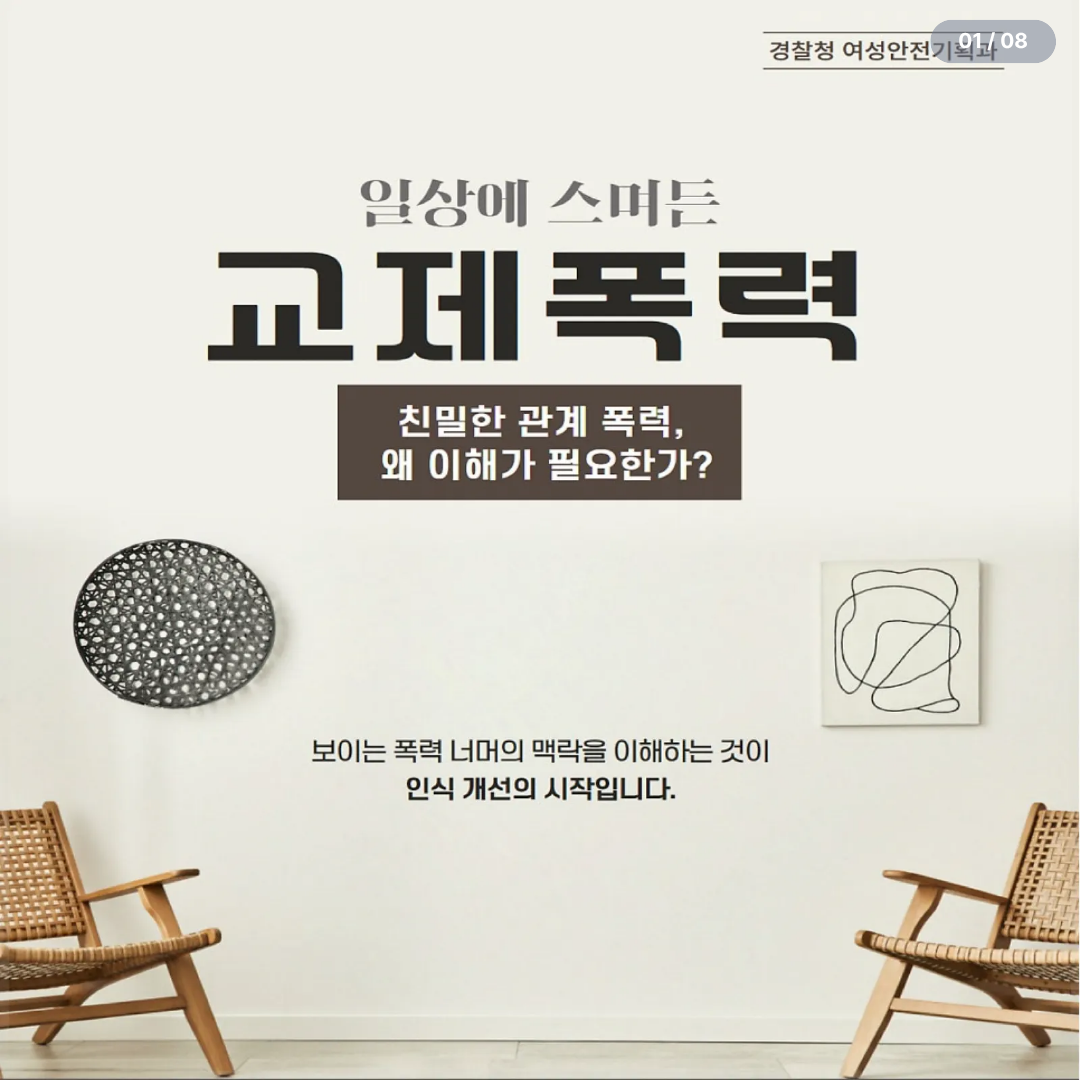 경찰청 여성안전기획과
01 / 08
일상에 스며든
교제폭력
친밀한 관계 폭력,
왜 이해가 필요한가?
보이는 폭력 너머의 맥락을 이해하는 것이
인식 개선의 시작입니다.